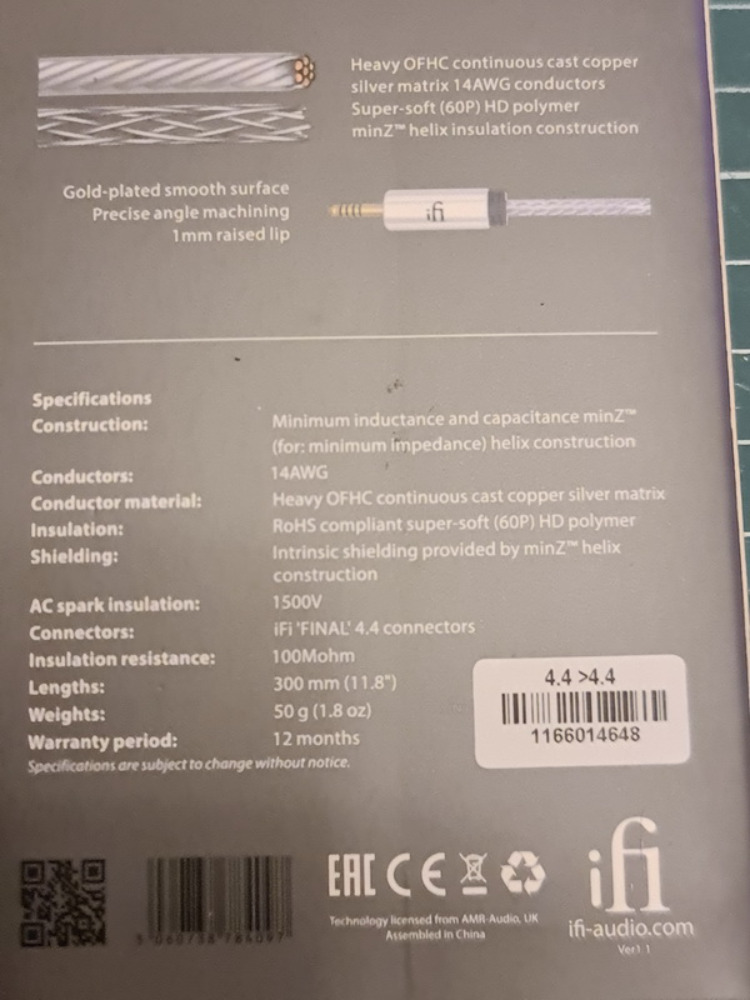 Heavy OFHC continuous cast copper
silver matrix 14AWG conductors
Super-soft (60P) HD polymer
minZ™ helix insulation construction
Gold-plated smooth surface
Precise angle machining
1mm raised lip
ifi
Specifications
Construction: Minimum inductance and capacitance minZ™
(for: minimum impedance) helix construction
Conductors: 14AWG
Conductor material: Heavy OFHC continuous cast copper silver matrix
Insulation: RoHS compliant super-soft (60P) HD polymer
Shielding: Intrinsic shielding provided by minZ™ helix
construction
AC spark insulation: 1500V
Connectors: iFi 'FINAL' 4.4 connectors
Insulation resistance: 100Mohm
Lengths: 300 mm (11.8")
Weights: 50 g (1.8 oz)
Warranty period: 12 months
Specifications are subject to change without notice.
4.4 >4.4
1166014648
EAC CE
Technology licensed from AMR-Audio, UK
Assembled in China
ifi
ifi-audio.com
Ver1.1